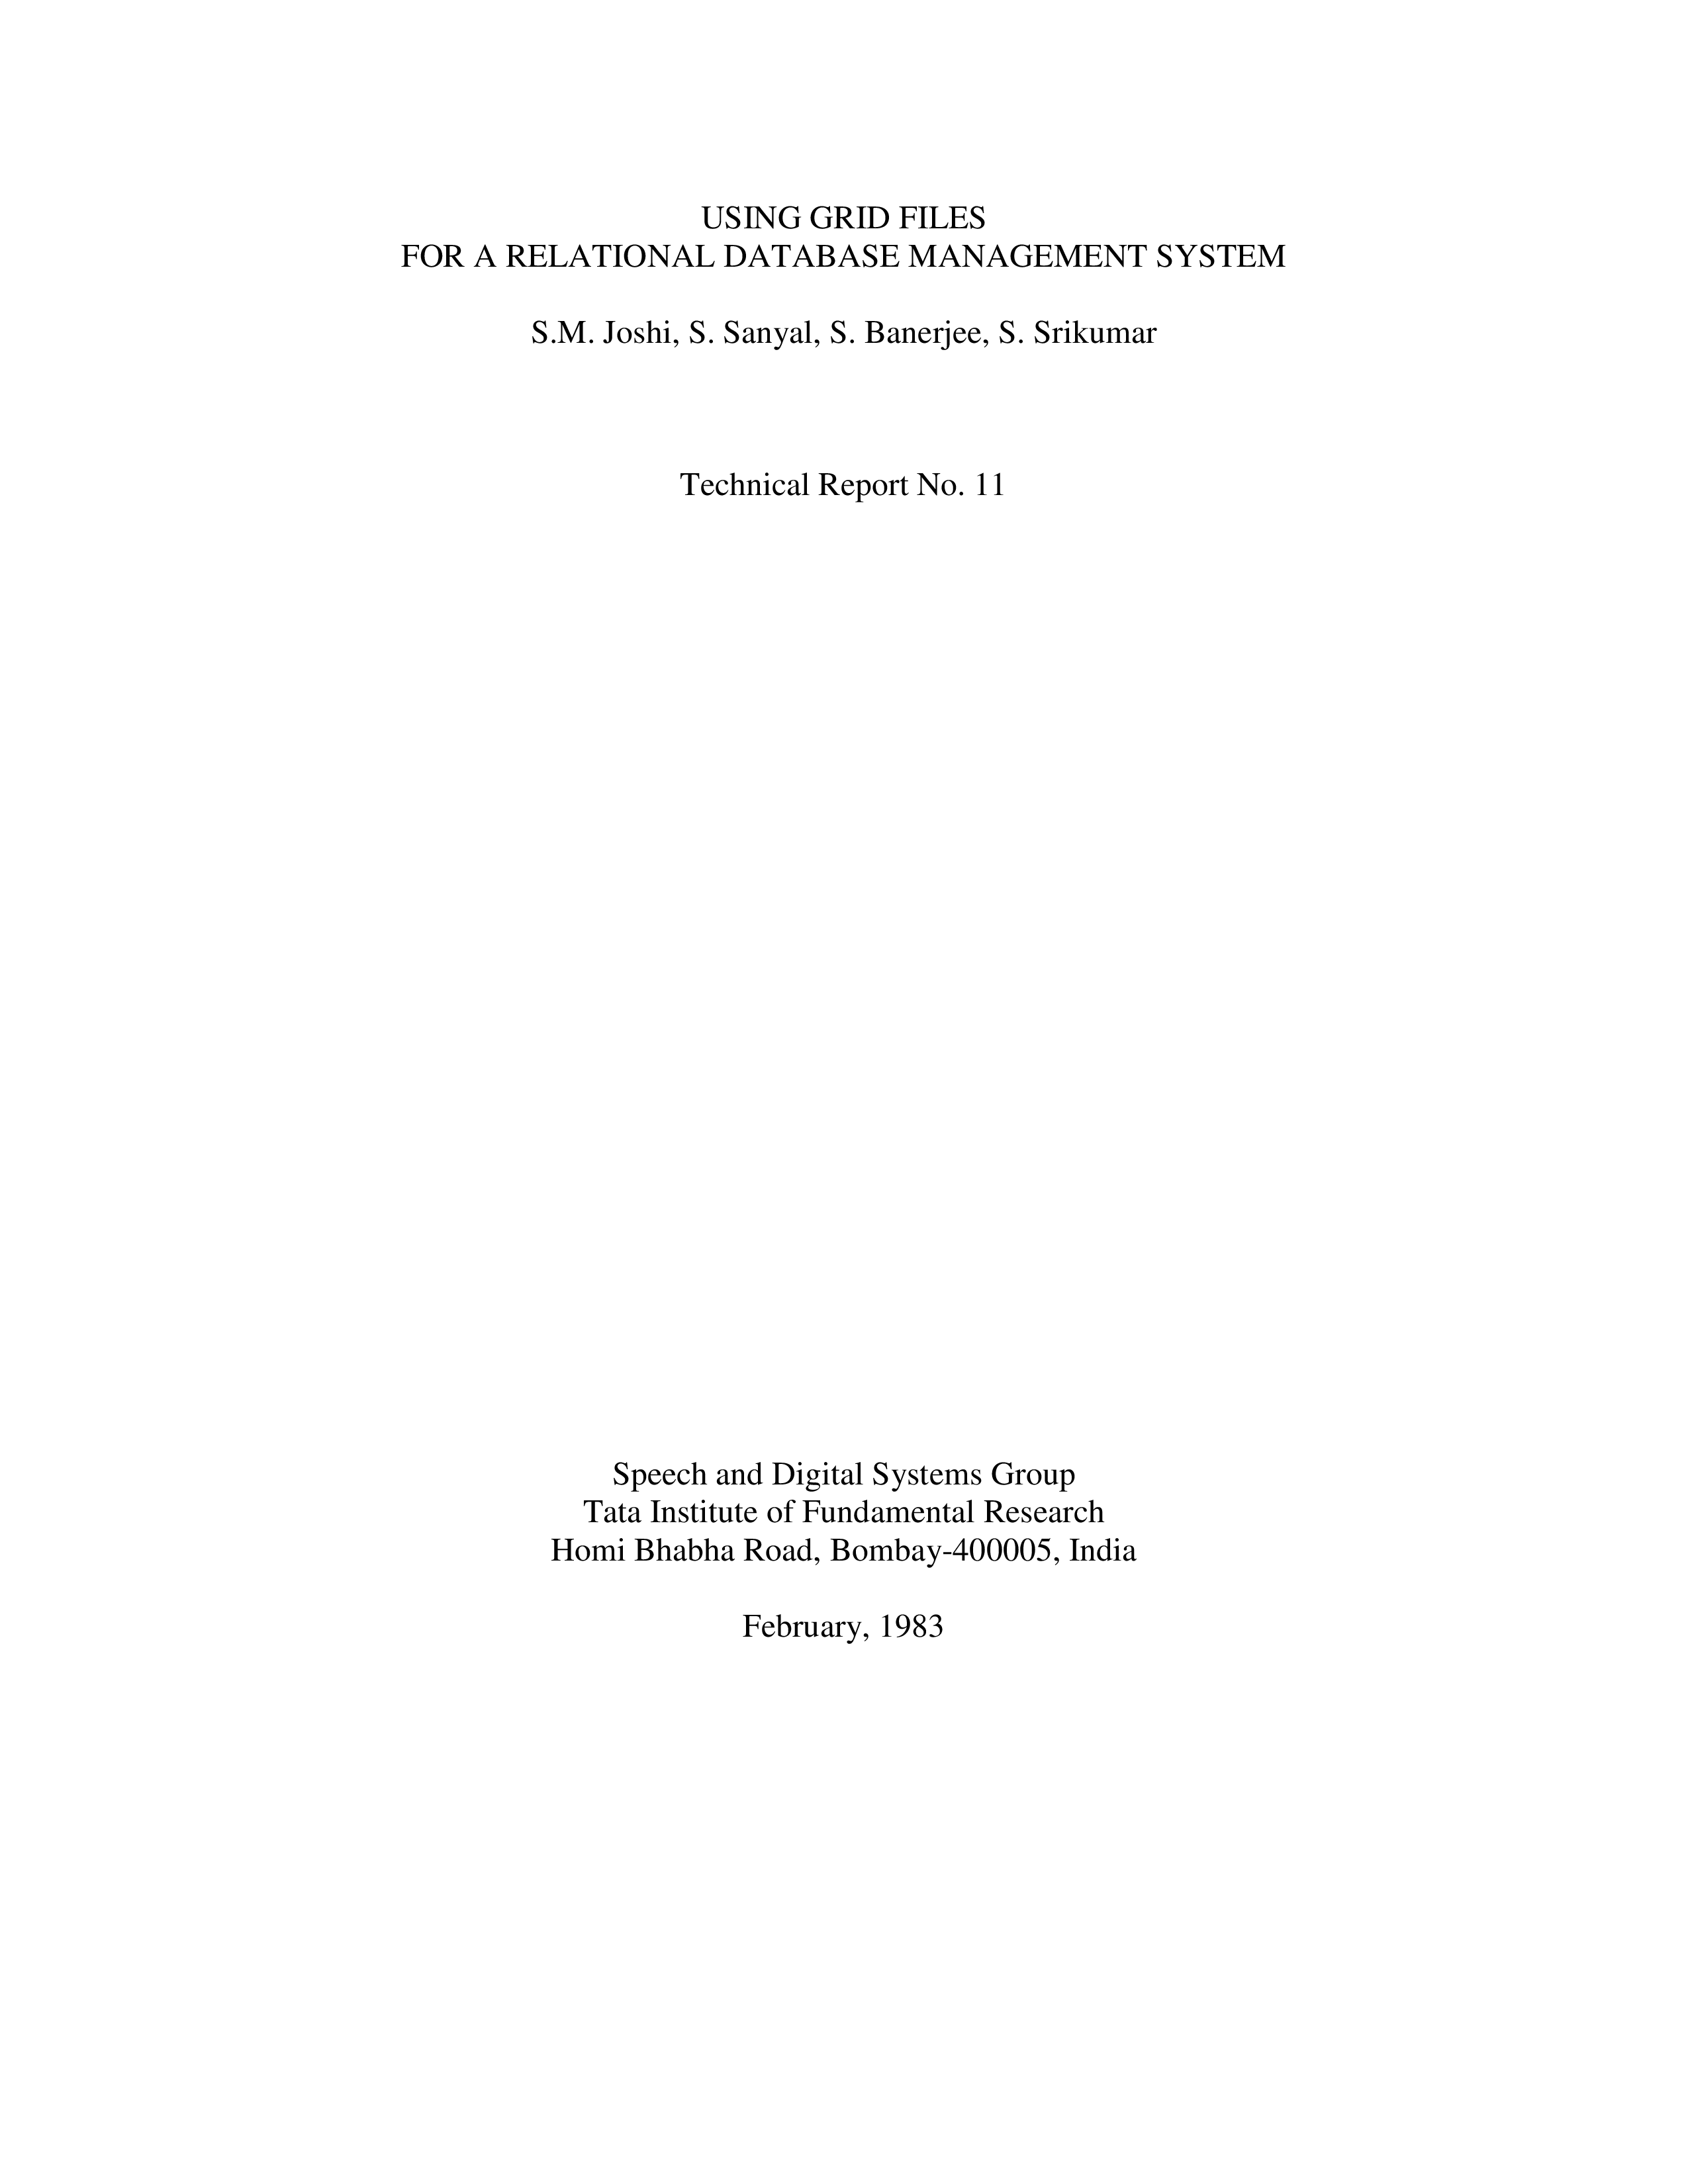 USING GRID FILES
FOR A RELATIONAL DATABASE MANAGEMENT SYSTEM
S.M. Joshi, S. Sanyal, S. Banerjee, S. Srikumar
Technical Report No. 11
Speech and Digital Systems Group
Tata Institute of Fundamental Research
Homi Bhabha Road, Bombay-400005, India
February, 1983